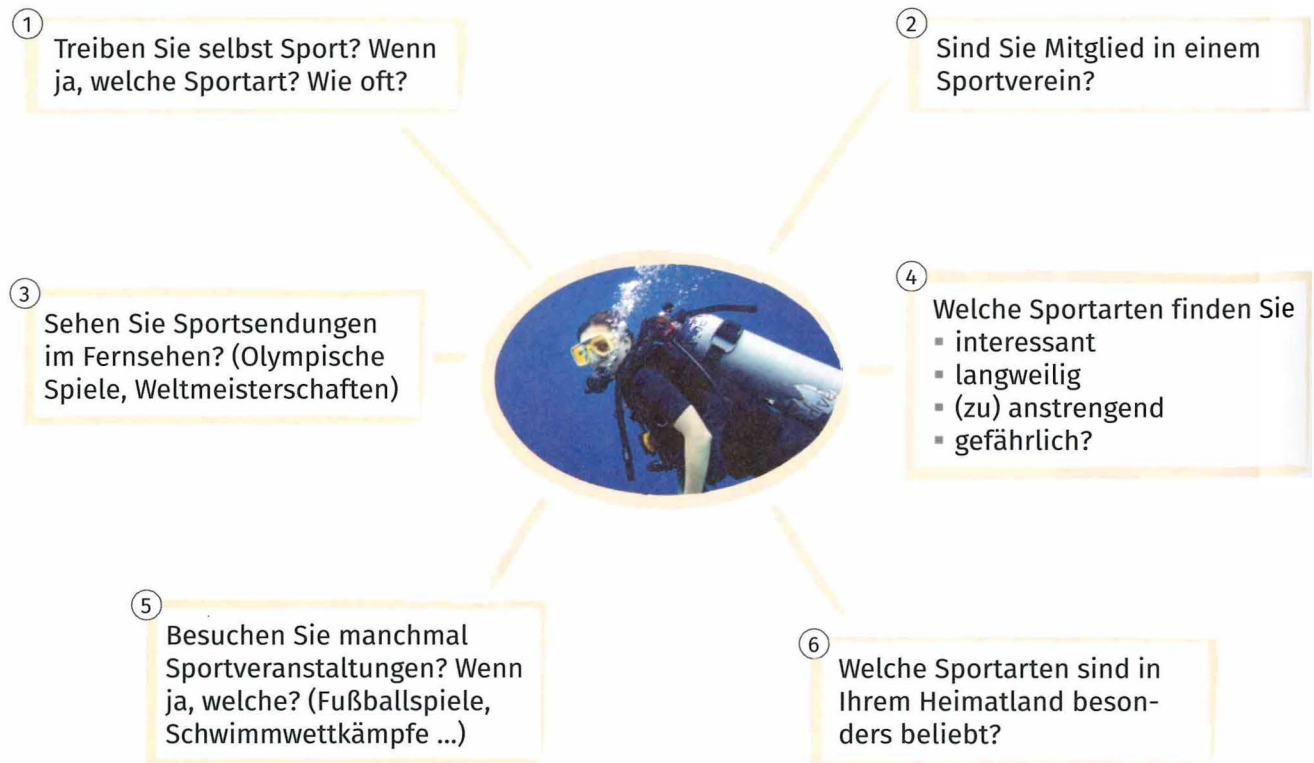 1
Treiben Sie selbst Sport? Wenn
ja, welche Sportart? Wie oft?
2
Sind Sie Mitglied in einem
Sportverein?
3
Sehen Sie Sportsendungen
im Fernsehen? (Olympische
Spiele, Weltmeisterschaften)
4
Welche Sportarten finden Sie
▪ interessant
▪ langweilig
▪ (zu) anstrengend
▪ gefährlich?
5
Besuchen Sie manchmal
Sportveranstaltungen? Wenn
ja, welche? (Fußballspiele,
Schwimmwettkämpfe ...)
6
Welche Sportarten sind in
Ihrem Heimatland beson-
ders beliebt?